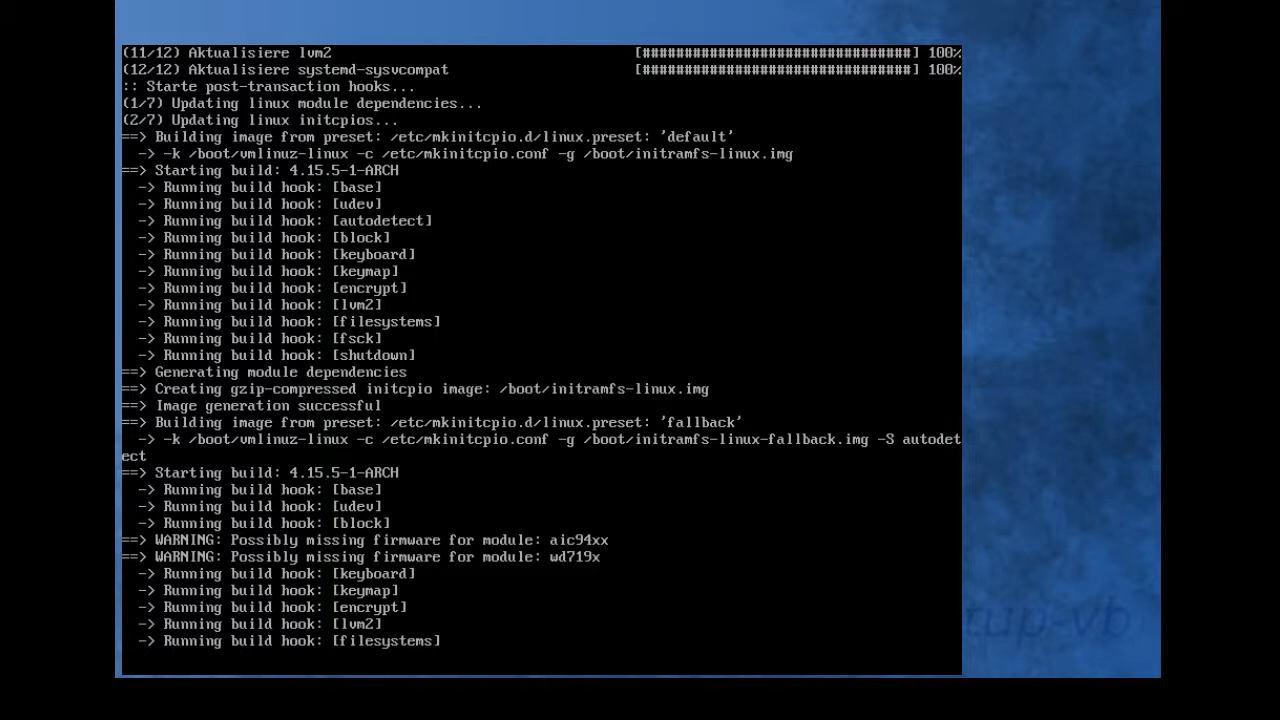 (11/12) Aktualisiere lvm2 [################################] 100%
(12/12) Aktualisiere systemd-sysvcompat [################################] 100%
:: Starte post-transaction hooks...
(1/7) Updating linux module dependencies...
(2/7) Updating linux initcpios...
==> Building image from preset: /etc/mkinitcpio.d/linux.preset: 'default'
-> -k /boot/vmlinuz-linux -c /etc/mkinitcpio.conf -g /boot/initramfs-linux.img
==> Starting build: 4.15.5-1-ARCH
-> Running build hook: [base]
-> Running build hook: [udev]
-> Running build hook: [autodetect]
-> Running build hook: [block]
-> Running build hook: [keyboard]
-> Running build hook: [keymap]
-> Running build hook: [encrypt]
-> Running build hook: [lvm2]
-> Running build hook: [filesystems]
-> Running build hook: [fsck]
-> Running build hook: [shutdown]
==> Generating module dependencies
==> Creating gzip-compressed initcpio image: /boot/initramfs-linux.img
==> Image generation successful
==> Building image from preset: /etc/mkinitcpio.d/linux.preset: 'fallback'
-> -k /boot/vmlinuz-linux -c /etc/mkinitcpio.conf -g /boot/initramfs-linux-fallback.img -S autodet
ect
==> Starting build: 4.15.5-1-ARCH
-> Running build hook: [base]
-> Running build hook: [udev]
-> Running build hook: [block]
==> WARNING: Possibly missing firmware for module: aic94xx
==> WARNING: Possibly missing firmware for module: wd719x
-> Running build hook: [keyboard]
-> Running build hook: [keymap]
-> Running build hook: [encrypt]
-> Running build hook: [lvm2]
-> Running build hook: [filesystems]
tup-vb